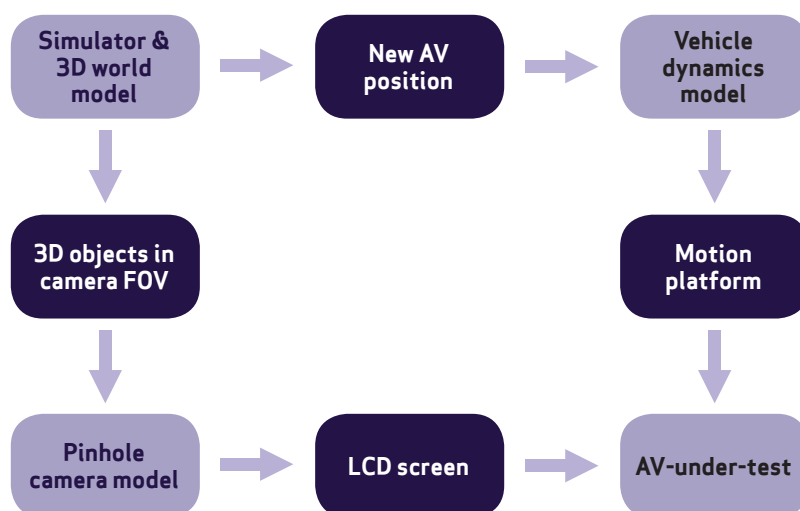 Simulator &
3D world
model
New AV
position
Vehicle
dynamics
model
3D objects in
camera FOV
Motion
platform
Pinhole
camera model
LCD screen
AV-under-test